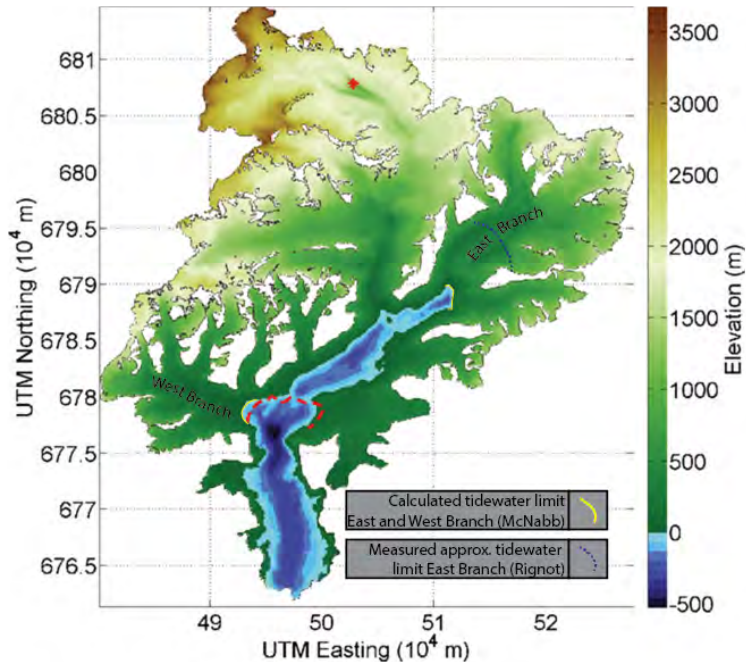 681
680.5
680
679.5
679
678.5
678
677.5
677
676.5
UTM Northing (10⁴ m)
49
50
51
52
UTM Easting (10⁴ m)
East Branch
West Branch
Calculated tidewater limit
East and West Branch (McNabb)
Measured approx. tidewater
limit East Branch (Rignot)
3500
3000
2500
2000
1500
1000
500
0
-500
Elevation (m)